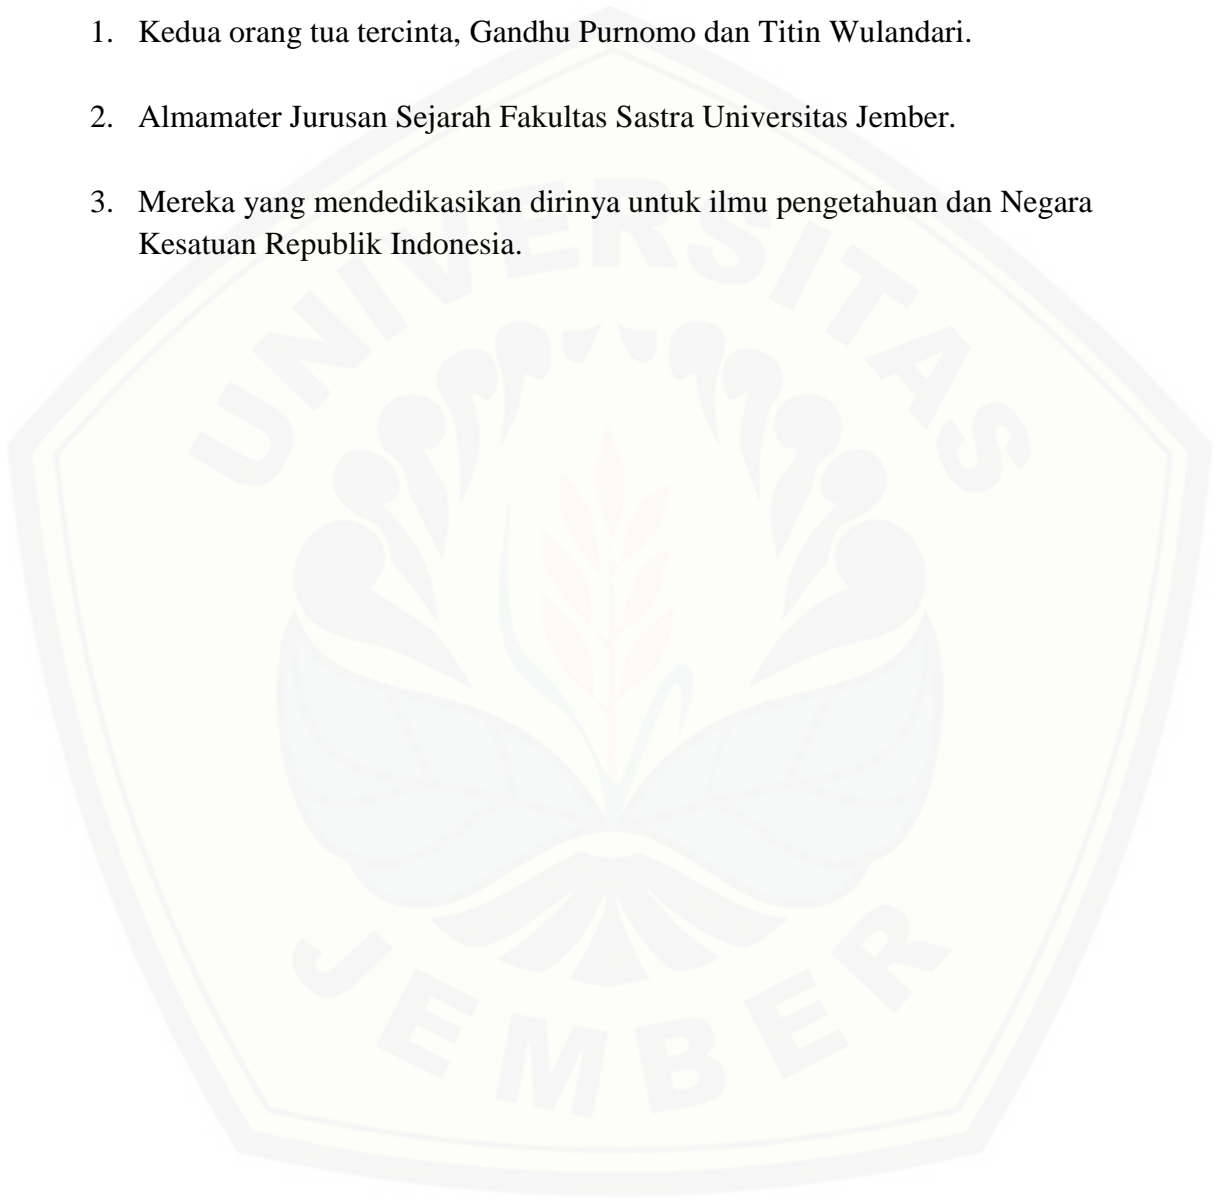 1. Kedua orang tua tercinta, Gandhu Purnomo dan Titin Wulandari.
2. Almamater Jurusan Sejarah Fakultas Sastra Universitas Jember.
3. Mereka yang mendedikasikan dirinya untuk ilmu pengetahuan dan Negara
Kesatuan Republik Indonesia.
UNIVERSITAS
JEMBER